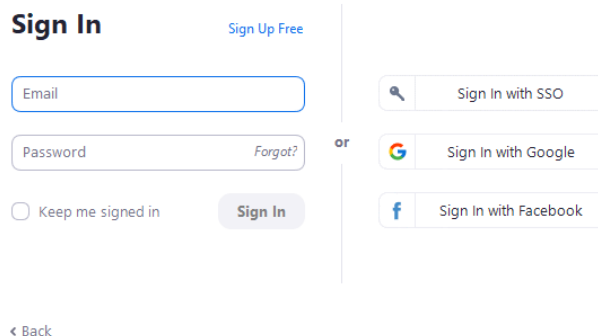 Sign In
Sign Up Free
Email
Password
Forgot?
Keep me signed in
Sign In
or
Sign In with SSO
Sign In with Google
Sign In with Facebook
Back